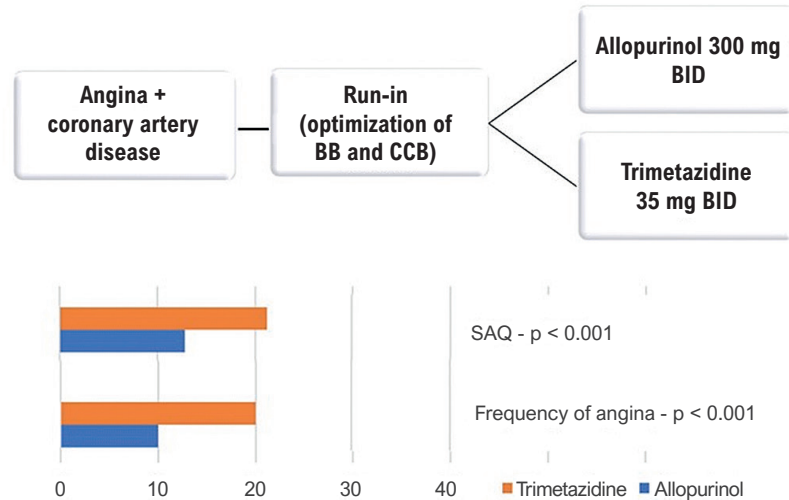 Angina +
coronary artery
disease
Run-in
(optimization of
BB and CCB)
Allopurinol 300 mg
BID
Trimetazidine
35 mg BID
SAQ - p < 0.001
Frequency of angina - p < 0.001
0 10 20 30 40
Trimetazidine Allopurinol